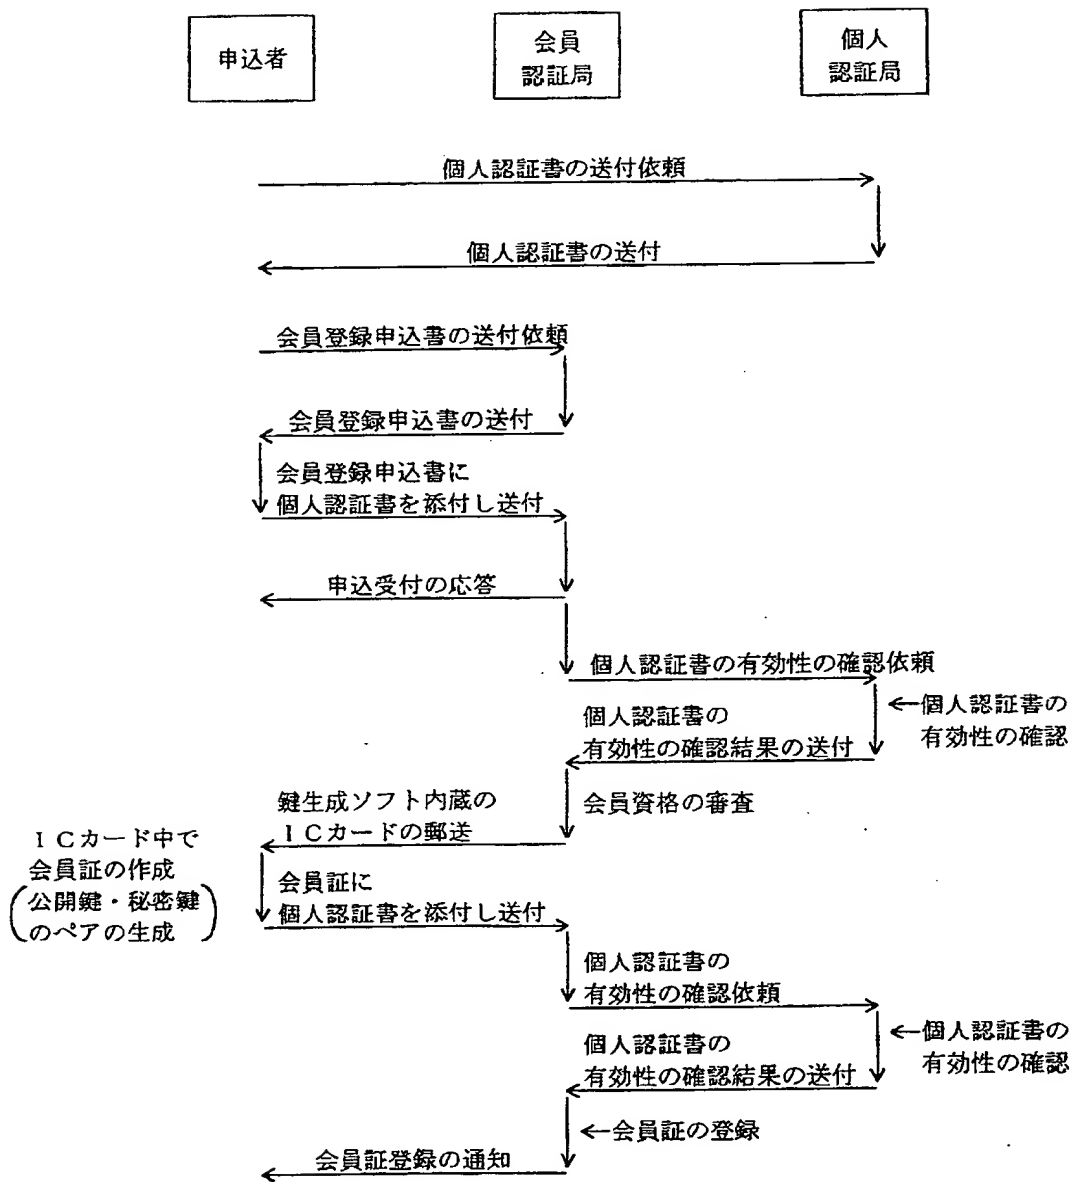 申込者
会員
認証局
個人
認証局
個人認証書の送付依頼
個人認証書の送付
会員登録申込書の送付依頼
会員登録申込書の送付
会員登録申込書に
個人認証書を添付し送付
申込受付の応答
個人認証書の有効性の確認依頼
個人認証書の
有効性の確認
個人認証書の
有効性の確認結果の送付
会員資格の審査
鍵生成ソフト内蔵の
ICカードの郵送
ICカード中で
会員証の作成
(公開鍵・秘密鍵
のペアの生成)
会員証に
個人認証書を添付し送付
個人認証書の
有効性の確認依頼
個人認証書の
有効性の確認
個人認証書の
有効性の確認結果の送付
会員証の登録
会員証登録の通知